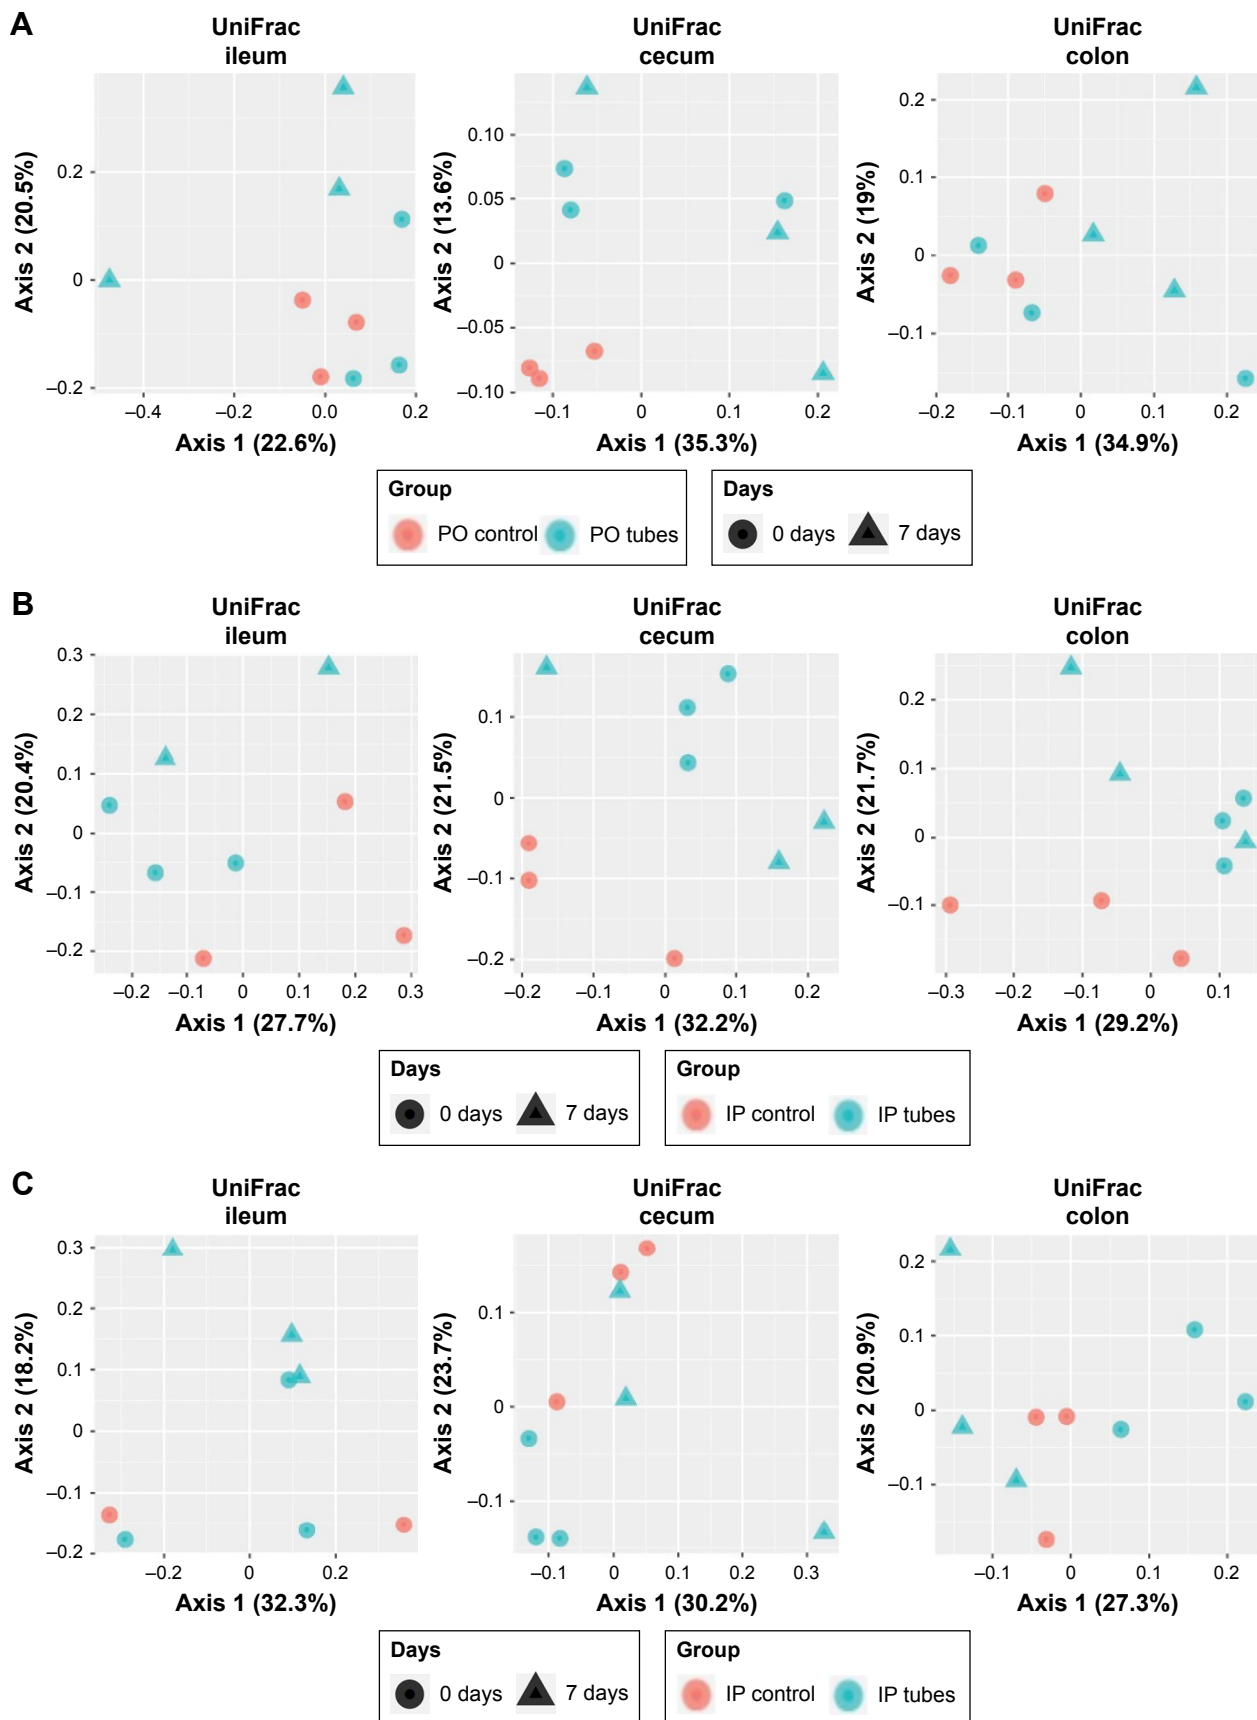 A
UniFrac
ileum
UniFrac
cecum
UniFrac
colon
Axis 2 (20.5%)
0.2
0
–0.2
–0.4
–0.2
0.0
0.2
Axis 1 (22.6%)
Axis 2 (13.6%)
0.10
0.05
0
–0.05
–0.10
–0.1
0
0.1
0.2
Axis 1 (35.3%)
Axis 2 (19%)
0.2
0.1
0
–0.1
–0.2
–0.1
0
0.1
0.2
Axis 1 (34.9%)
Group
PO control
PO tubes
Days
0 days
7 days
B
UniFrac
ileum
UniFrac
cecum
UniFrac
colon
Axis 2 (20.4%)
0.3
0.2
0.1
0
–0.1
–0.2
–0.2
–0.1
0
0.2
0.3
Axis 1 (27.7%)
Axis 2 (21.5%)
0.1
0
–0.1
–0.2
–0.2
–0.1
0
0.1
0.2
Axis 1 (32.2%)
Axis 2 (21.7%)
0.2
0.1
0
–0.1
–0.3
–0.2
–0.1
0
0.1
Axis 1 (29.2%)
Days
0 days
7 days
Group
IP control
IP tubes
C
UniFrac
ileum
UniFrac
cecum
UniFrac
colon
Axis 2 (18.2%)
0.3
0.2
0.1
0
–0.1
–0.2
–0.2
0
0.2
Axis 1 (32.3%)
Axis 2 (23.7%)
0.1
0
–0.1
–0.1
0
0.1
0.2
0.3
Axis 1 (30.2%)
Axis 2 (20.9%)
0.2
0.1
0
–0.1
–0.1
0
0.1
0.2
Axis 1 (27.3%)
Days
0 days
7 days
Group
IP control
IP tubes